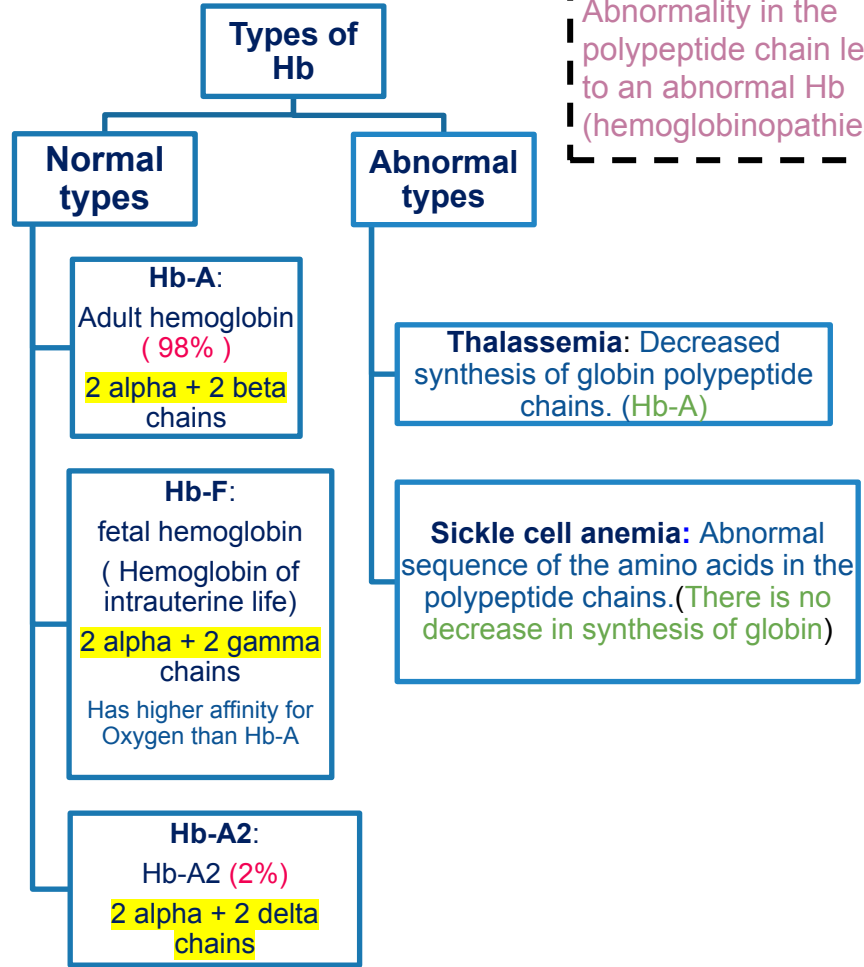 Types of
Hb
Abnormality in the
polypeptide chain le
to an abnormal Hb
(hemoglobinopathie
Normal
types
Abnormal
types
Hb-A:
Adult hemoglobin
( 98% )
2 alpha + 2 beta
chains
Hb-F:
fetal hemoglobin
( Hemoglobin of
intrauterine life)
2 alpha + 2 gamma
chains
Has higher affinity for
Oxygen than Hb-A
Hb-A2:
Hb-A2 (2%)
2 alpha + 2 delta
chains
Thalassemia: Decreased
synthesis of globin polypeptide
chains. (Hb-A)
Sickle cell anemia: Abnormal
sequence of the amino acids in the
polypeptide chains.(There is no
decrease in synthesis of globin)